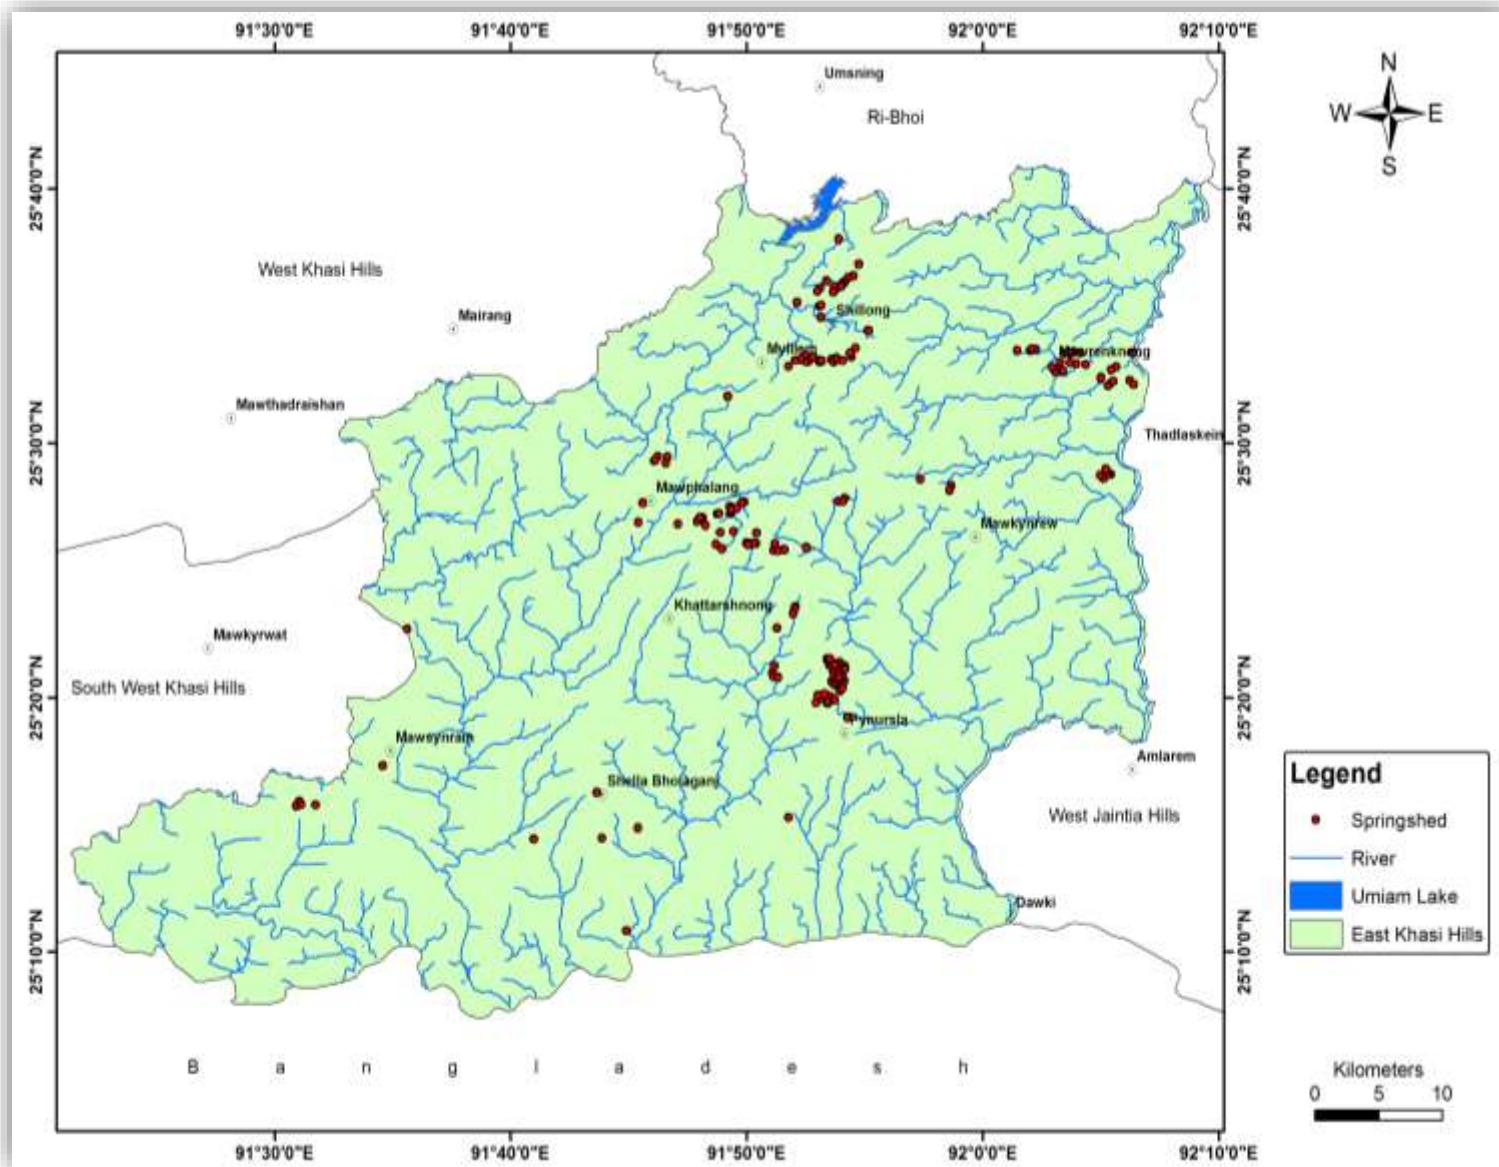 91°30'0"E 91°40'0"E 91°50'0"E 92°0'0"E 92°10'0"E
Umsning
N
Ri-Bhoi
W E
S
25°40'0"N 25°40'0"N
West Khasi Hills
Mairang
Shillong
Mylliem
Mawrenkneng
Mawthadraishan
25°30'0"N 25°30'0"N
Thadlaskein
Mawphalang
Mawkynrew
Khattarshnong
Mawkyrwat
South West Khasi Hills
25°20'0"N 25°20'0"N
Pynursla
Mawsynram
Amlarem
Shella Bholaganj
West Jaintia Hills
Legend
Springshed
River
Umiam Lake
East Khasi Hills
Dawki
25°10'0"N 25°10'0"N
B a n g l a d e s h
Kilometers
0 5 10
91°30'0"E 91°40'0"E 91°50'0"E 92°0'0"E 92°10'0"E